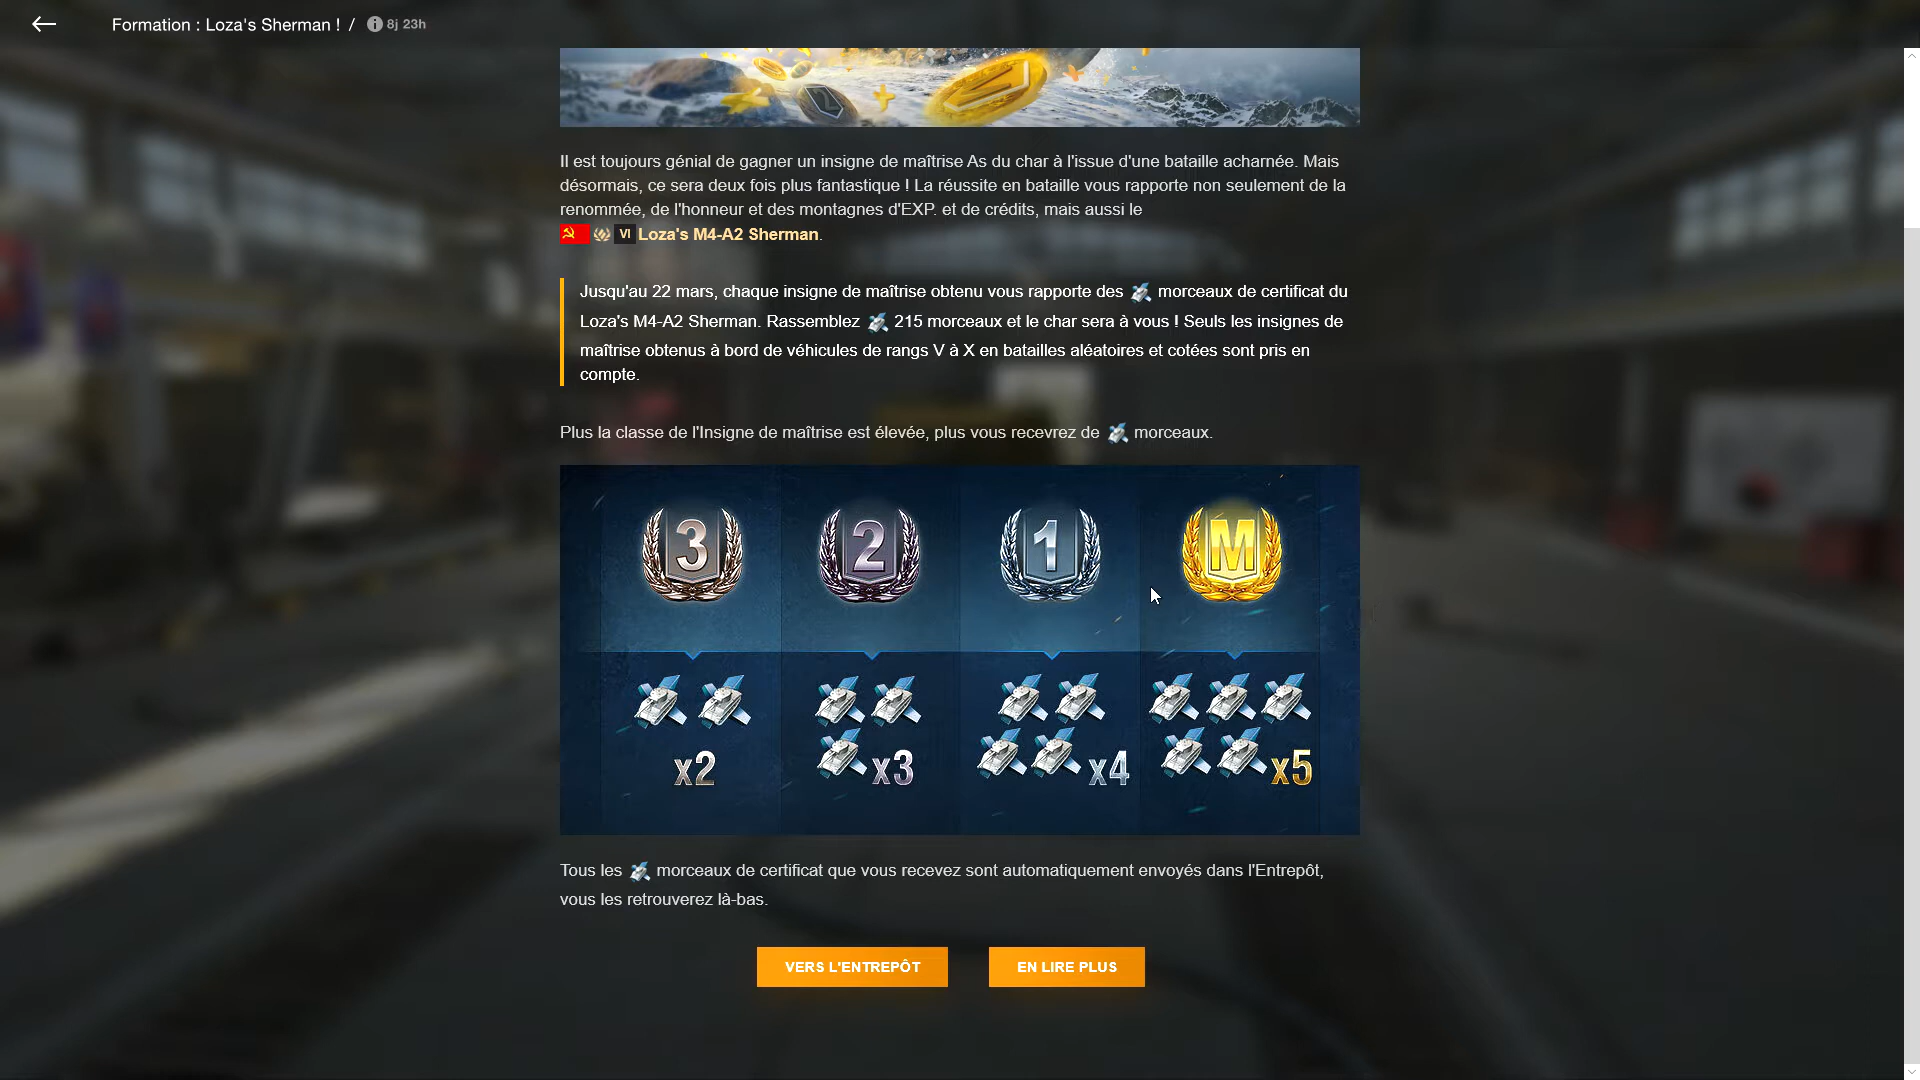 Formation : Loza's Sherman ! / 8j 23h
Il est toujours génial de gagner un insigne de maîtrise As du char à l'issue d'une bataille acharnée. Mais
désormais, ce sera deux fois plus fantastique ! La réussite en bataille vous rapporte non seulement de la
renommée, de l'honneur et des montagnes d'EXP. et de crédits, mais aussi le
VI Loza's M4-A2 Sherman.
Jusqu'au 22 mars, chaque insigne de maîtrise obtenu vous rapporte des morceaux de certificat du
Loza's M4-A2 Sherman. Rassemblez 215 morceaux et le char sera à vous ! Seuls les insignes de
maîtrise obtenus à bord de véhicules de rangs V à X en batailles aléatoires et cotées sont pris en
compte.
Plus la classe de l'Insigne de maîtrise est élevée, plus vous recevrez de morceaux.
3 2 1 M
x2 x3 x4 x5
Tous les morceaux de certificat que vous recevez sont automatiquement envoyés dans l'Entrepôt,
vous les retrouverez là-bas.
VERS L'ENTREPÔT EN LIRE PLUS